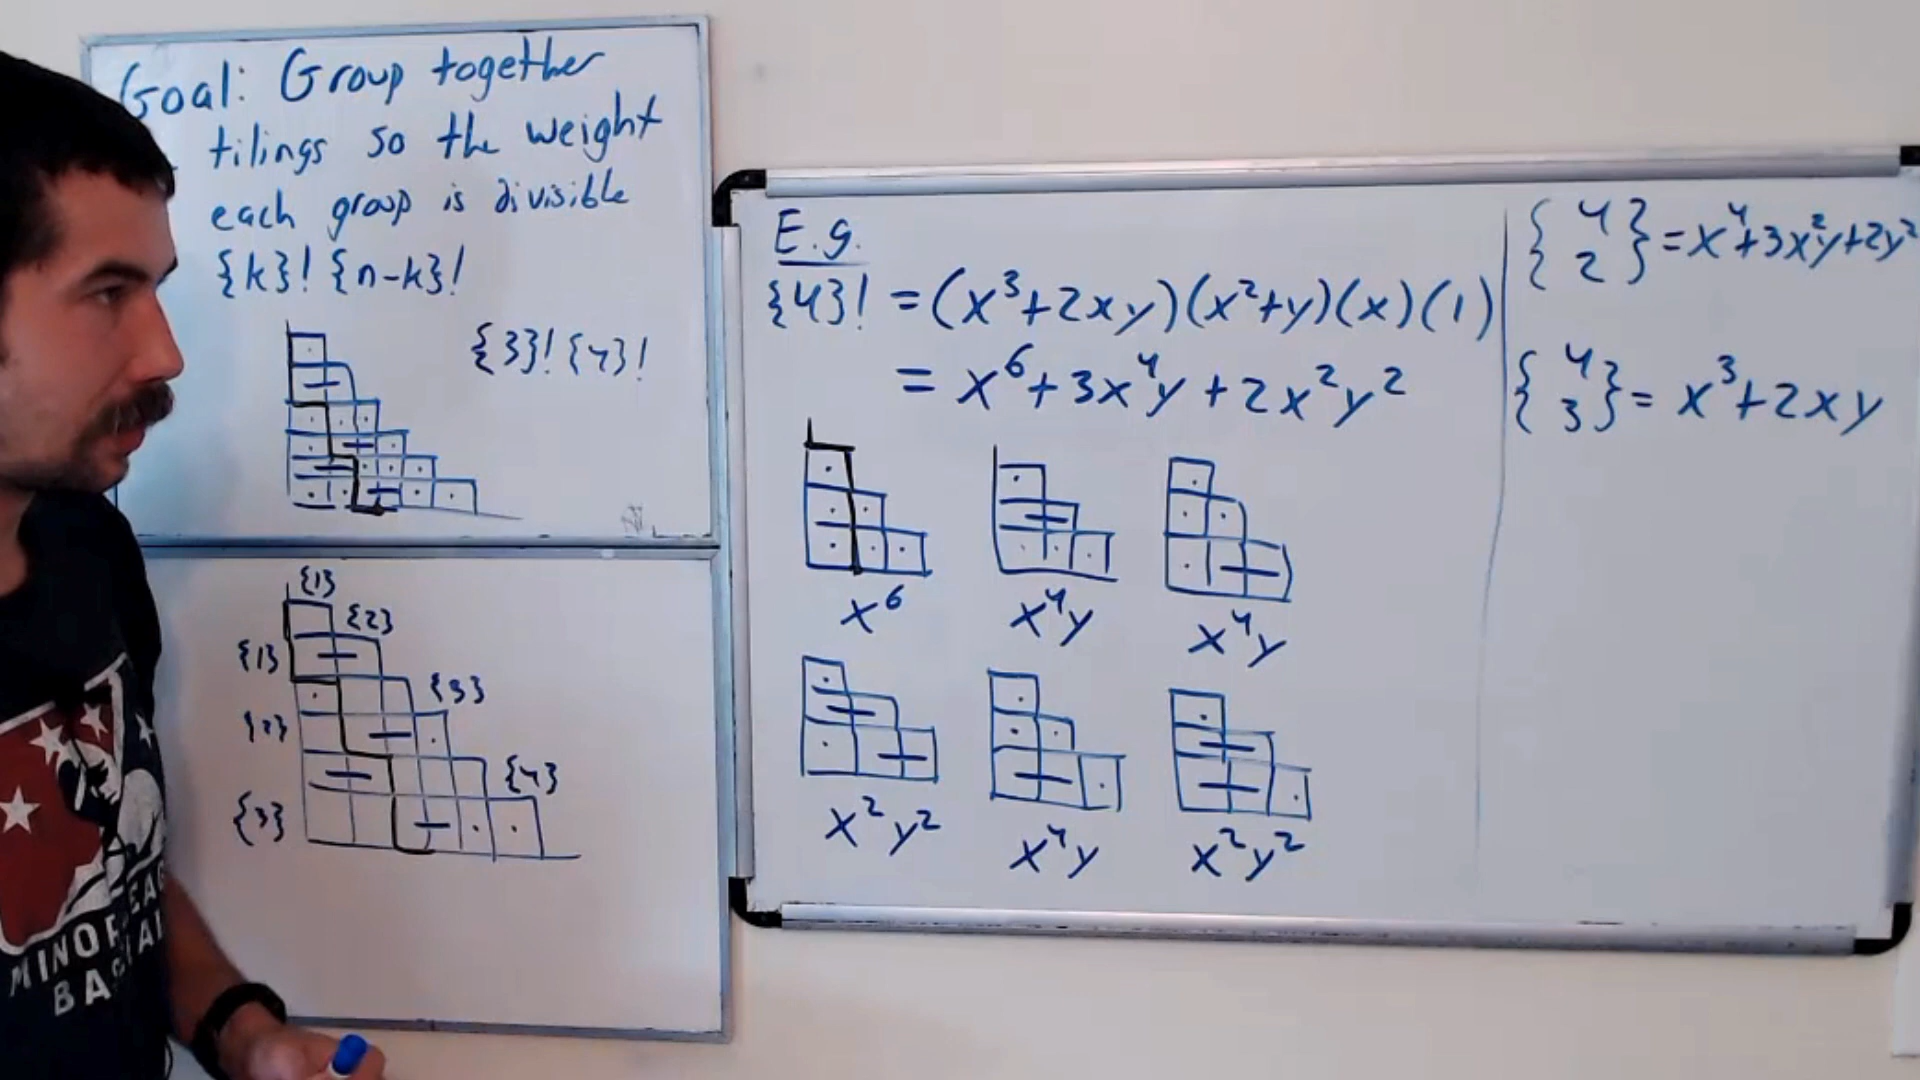 Goal: Group together
tilings so the weight
each group is divisible
{k}! {n-k}!
{3}! {4}!
{1}
{2}
{1}
{3}
{2}
{4}
{3}
E.g.
{4}! = (x³+2xy)(x²+y)(x)(1)
= x⁶+3x⁴y+2x²y²
x⁶
x⁴y
x⁴y
x²y²
x⁴y
x²y²
{4 2} = x⁴+3x²y+2y²
{4 3} = x³+2xy
MINOR